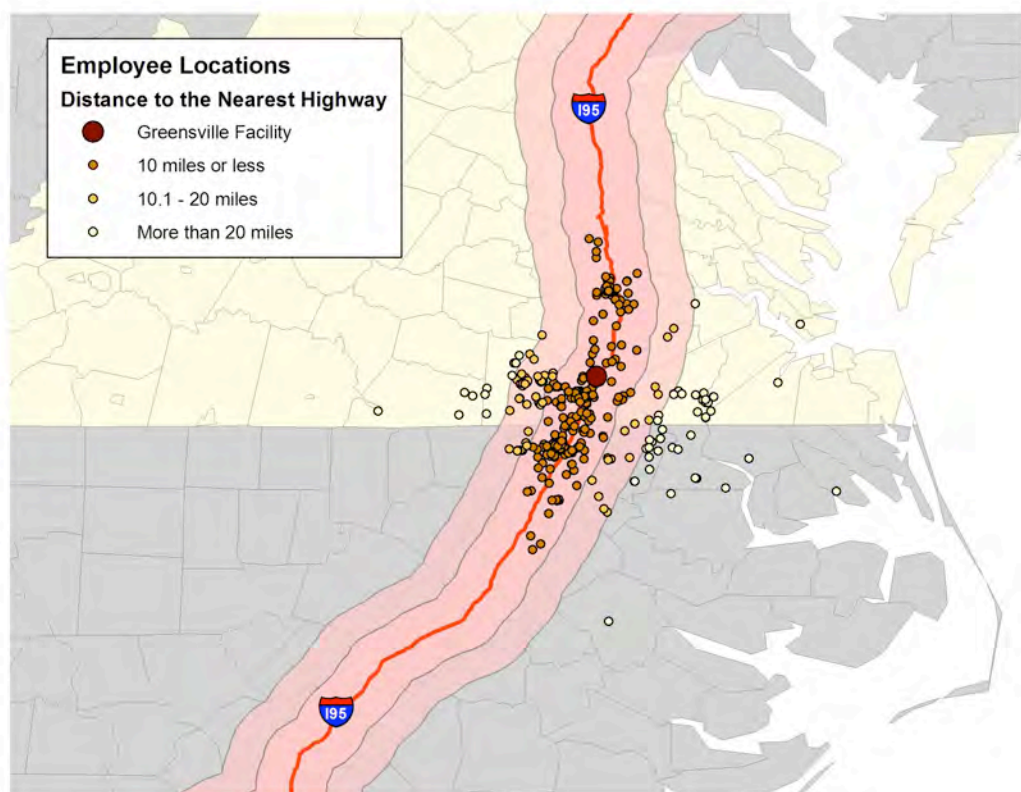 Employee Locations
Distance to the Nearest Highway
Greensville Facility
10 miles or less
10.1 - 20 miles
More than 20 miles
I95
I95